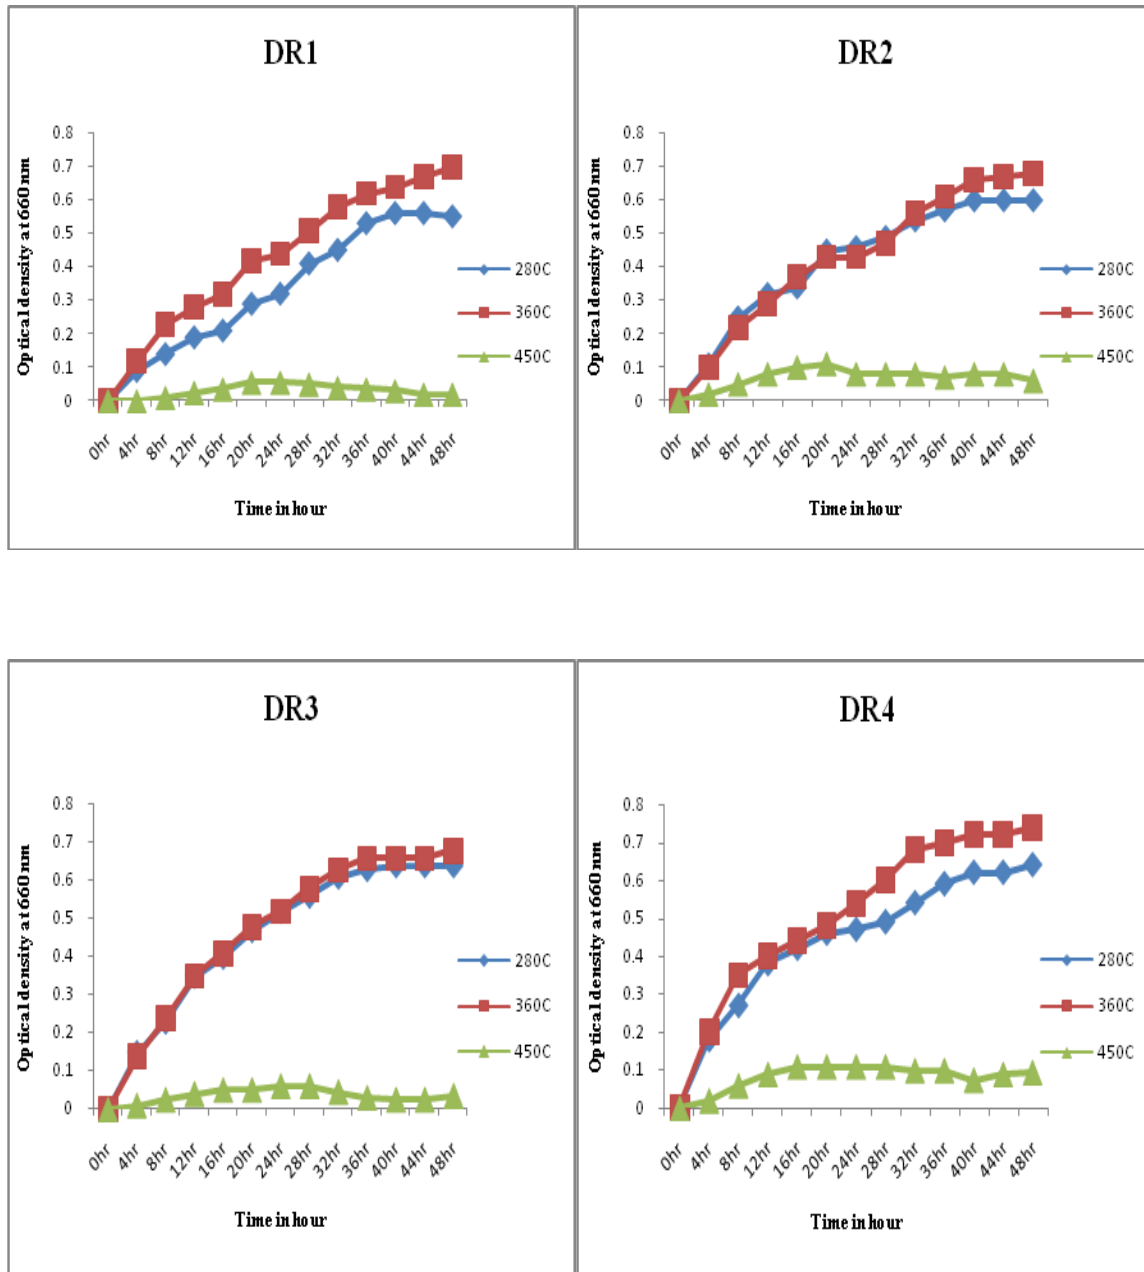 DR1
Optical density at 660nm
0.8
0.7
0.6
0.5
0.4
0.3
0.2
0.1
0
0hr
4hr
8hr
12hr
16hr
20hr
24hr
28hr
32hr
36hr
40hr
44hr
48hr
Time in hour
280C
360C
450C
DR2
Optical density at 660nm
0.8
0.7
0.6
0.5
0.4
0.3
0.2
0.1
0
0hr
4hr
8hr
12hr
16hr
20hr
24hr
28hr
32hr
36hr
40hr
44hr
48hr
Time in hour
280C
360C
450C
DR3
Optical density at 660nm
0.8
0.7
0.6
0.5
0.4
0.3
0.2
0.1
0
0hr
4hr
8hr
12hr
16hr
20hr
24hr
28hr
32hr
36hr
40hr
44hr
48hr
Time in hour
280C
360C
450C
DR4
Optical density at 660nm
0.8
0.7
0.6
0.5
0.4
0.3
0.2
0.1
0
0hr
4hr
8hr
12hr
16hr
20hr
24hr
28hr
32hr
36hr
40hr
44hr
48hr
Time in hour
280C
360C
450C